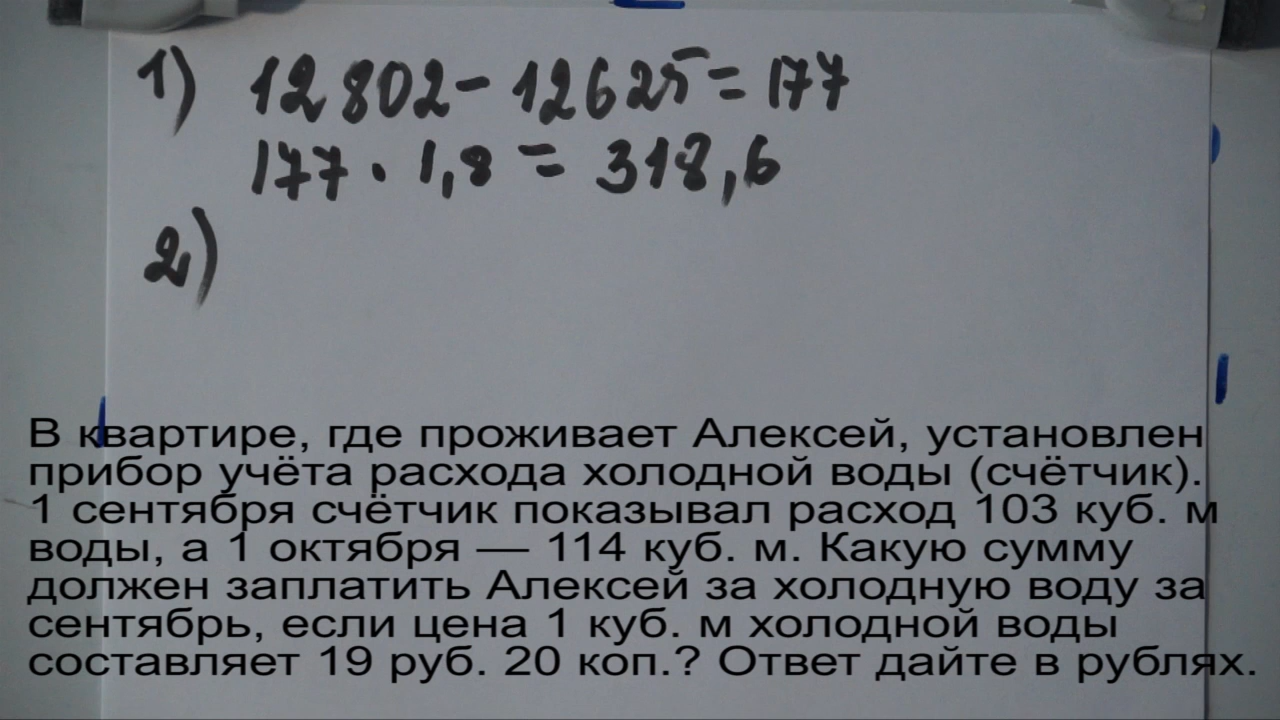 1) 12802 - 12625 = 177
177 · 1,8 = 318,6
2)
В квартире, где проживает Алексей, установлен
прибор учёта расхода холодной воды (счётчик).
1 сентября счётчик показывал расход 103 куб. м
воды, а 1 октября — 114 куб. м. Какую сумму
должен заплатить Алексей за холодную воду за
сентябрь, если цена 1 куб. м холодной воды
составляет 19 руб. 20 коп.? Ответ дайте в рублях.